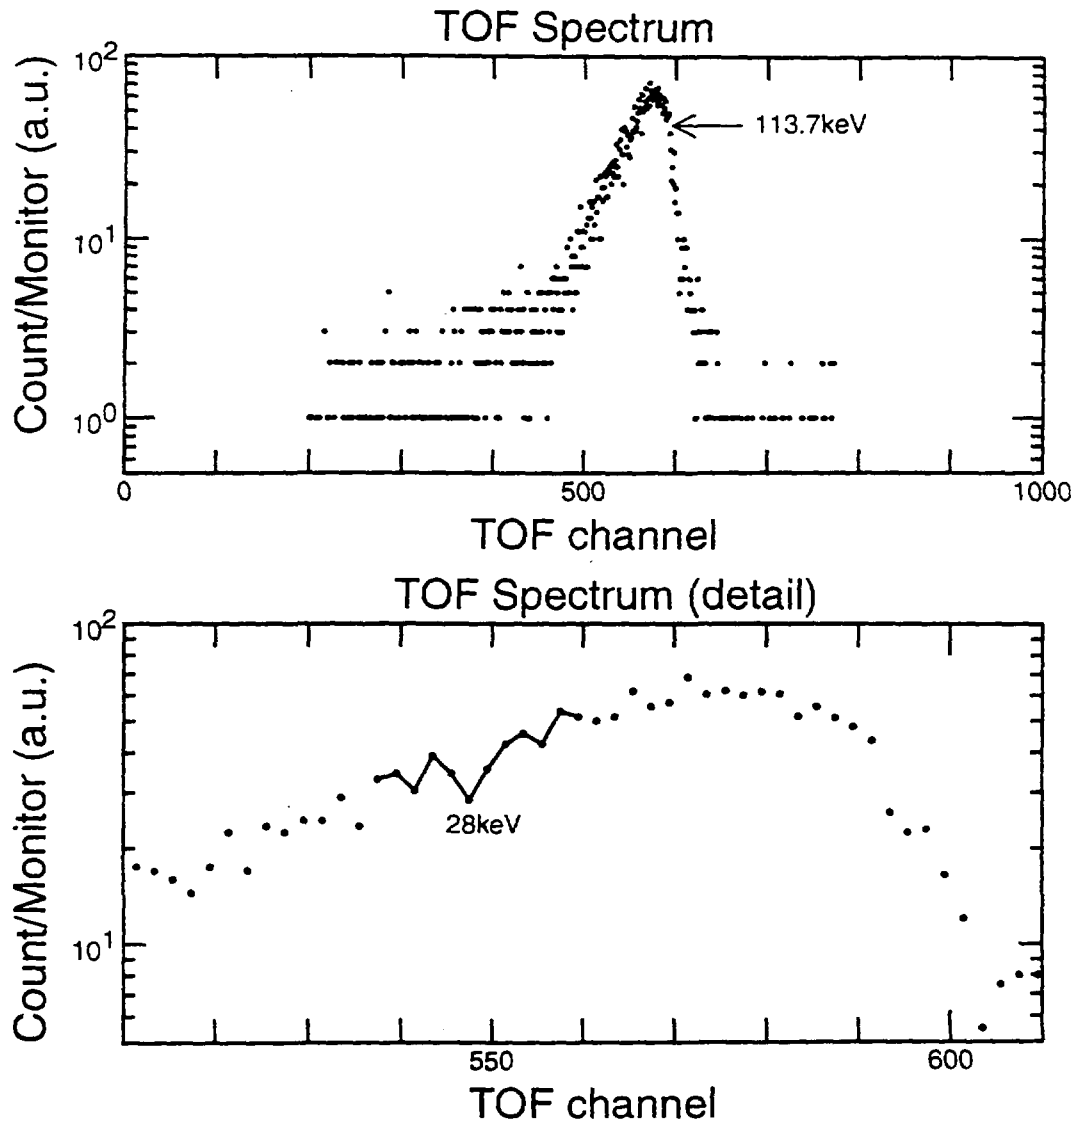 TOF Spectrum
Count/Monitor (a.u.)
10²
10¹
10⁰
113.7keV
0
500
1000
TOF channel
TOF Spectrum (detail)
Count/Monitor (a.u.)
10²
10¹
28keV
550
600
TOF channel